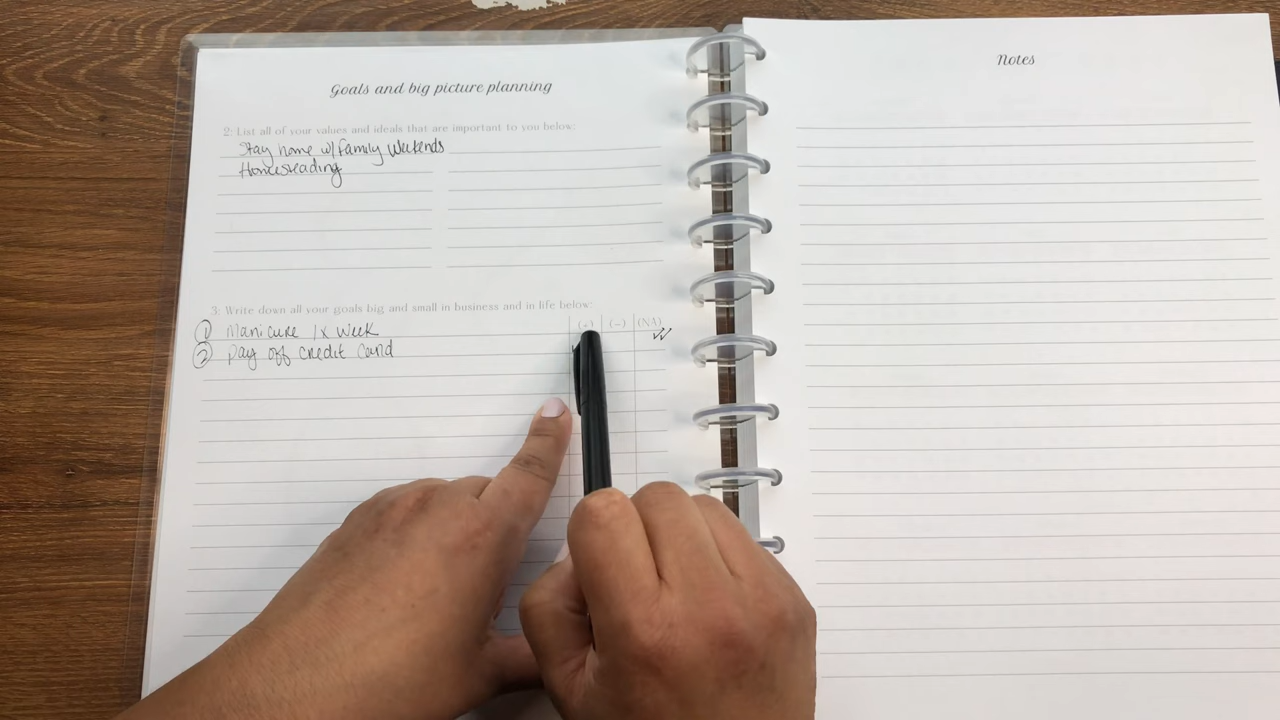 Goals and big picture planning
2: List all of your values and ideals that are important to you below:
Stay home w/ Family Weekends
Homesteading
3: Write down all your goals big and small in business and in life below:
(+) (-) (NA)
① Manicure 1x week
② Pay off credit card
Notes